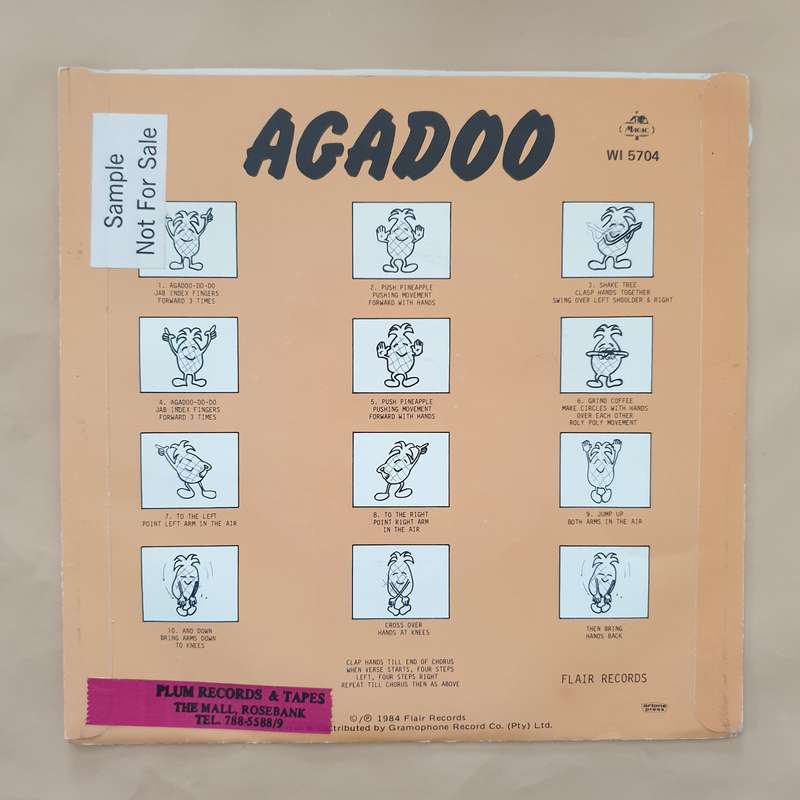 Sample
Not For Sale
AGADOO
MAGIC
WI 5704
1. AGADOO-DO-DO
JAB INDEX FINGERS
FORWARD 3 TIMES
2. PUSH PINEAPPLE
PUSHING MOVEMENT
FORWARD WITH HANDS
3. SHAKE TREE
CLASP HANDS TOGETHER
SWING OVER LEFT SHOULDER & RIGHT
4. AGADOO-DO-DO
JAB INDEX FINGERS
FORWARD 3 TIMES
5. PUSH PINEAPPLE
PUSHING MOVEMENT
FORWARD WITH HANDS
6. GRIND COFFEE
MAKE CIRCLES WITH HANDS
OVER EACH OTHER
ROLY POLY MOVEMENT
7. TO THE LEFT
POINT LEFT ARM IN THE AIR
8. TO THE RIGHT
POINT RIGHT ARM
IN THE AIR
9. JUMP UP
BOTH ARMS IN THE AIR
10. AND DOWN
BRING ARMS DOWN
TO KNEES
CROSS OVER
HANDS AT KNEES
THEN BRING
HANDS BACK
CLAP HANDS TILL END OF CHORUS
WHEN VERSE STARTS, FOUR STEPS
LEFT, FOUR STEPS RIGHT
REPEAT TILL CHORUS THEN AS ABOVE
FLAIR RECORDS
PLUM RECORDS & TAPES
THE MALL, ROSEBANK
TEL. 788-5588/9
artone
press
©/℗ 1984 Flair Records
tributed by Gramophone Record Co. (Pty) Ltd.